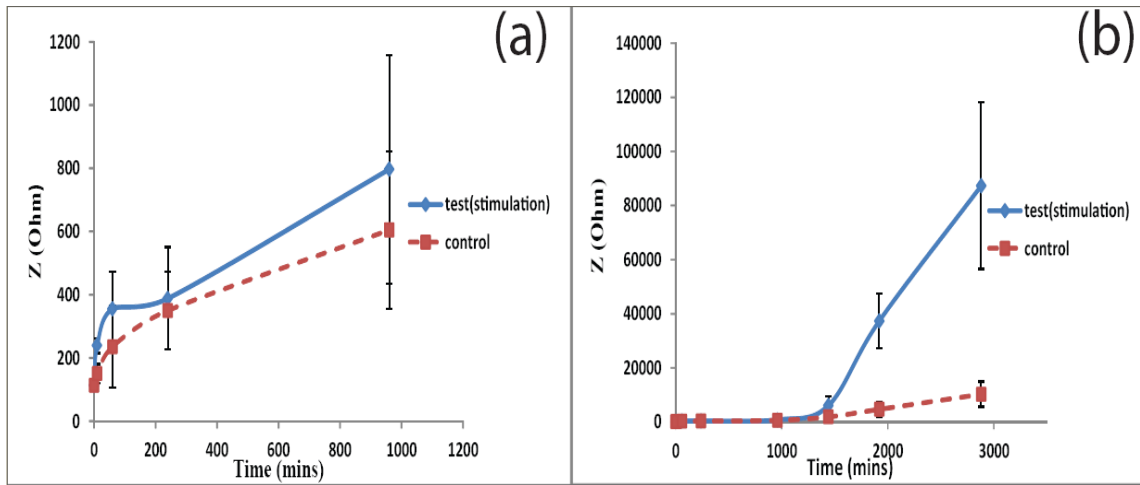 (a)
1200
1000
800
600
400
200
0
Z (Ohm)
0 200 400 600 800 1000 1200
Time (mins)
test(stimulation)
control
(b)
140000
120000
100000
80000
60000
40000
20000
0
Z (Ohm)
0 1000 2000 3000
Time (mins)
test(stimulation)
control